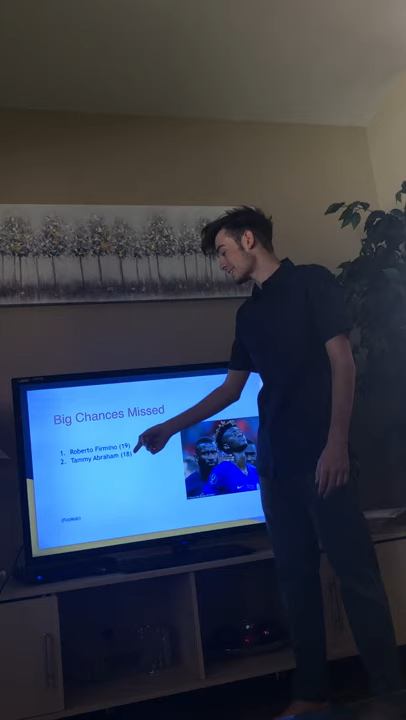 Big Chances Missed
1. Roberto Firmino (19)
2. Tammy Abraham (18)